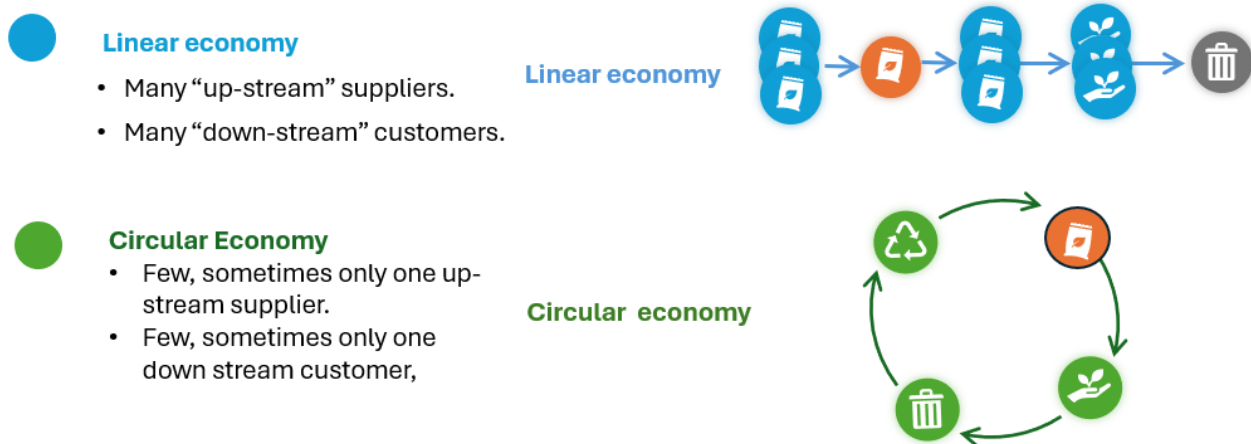 Linear economy
• Many “up-stream” suppliers.
• Many “down-stream” customers.
Linear economy
Circular Economy
• Few, sometimes only one up-
stream supplier.
• Few, sometimes only one
down stream customer,
Circular  economy